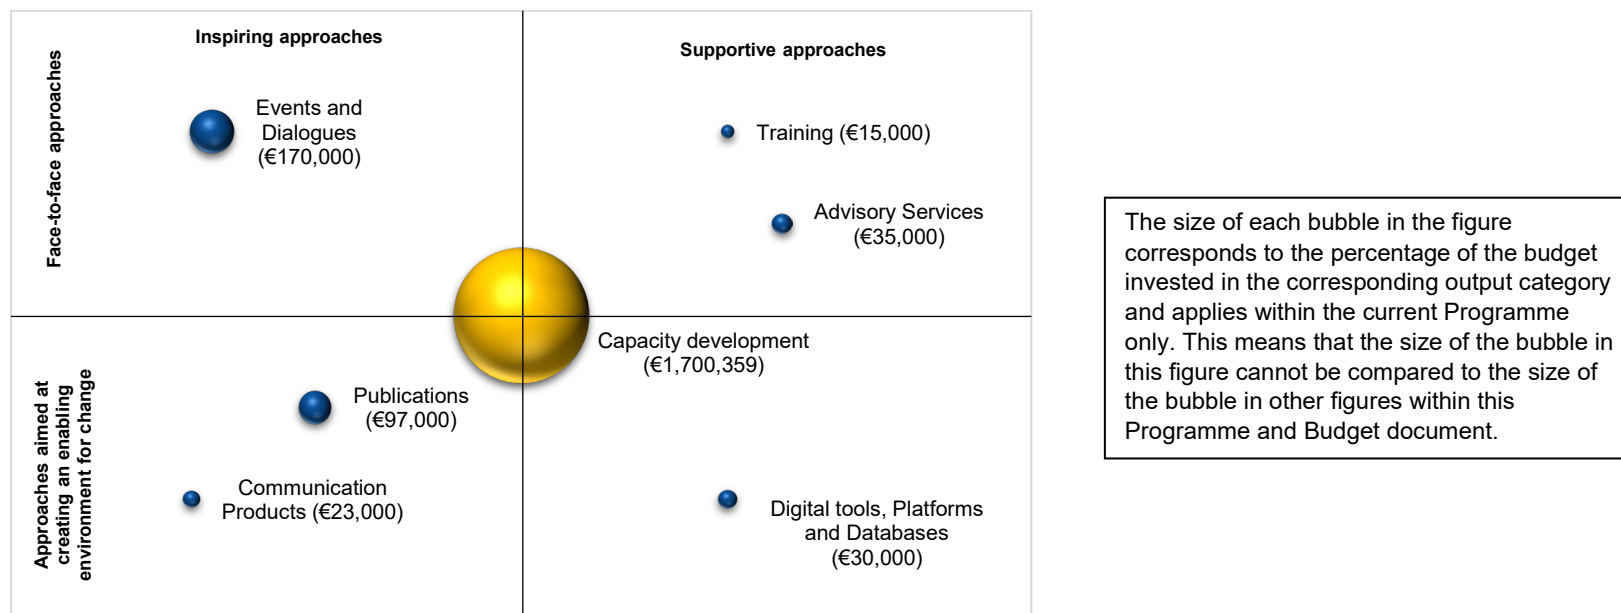 Inspiring approaches
Supportive approaches
Face-to-face approaches
Events and
Dialogues
(€170,000)
Training (€15,000)
Advisory Services
(€35,000)
Capacity development
(€1,700,359)
Approaches aimed at
creating an enabling
environment for change
Publications
(€97,000)
Communication
Products (€23,000)
Digital tools, Platforms
and Databases
(€30,000)
The size of each bubble in the figure
corresponds to the percentage of the budget
invested in the corresponding output category
and applies within the current Programme
only. This means that the size of the bubble in
this figure cannot be compared to the size of
the bubble in other figures within this
Programme and Budget document.